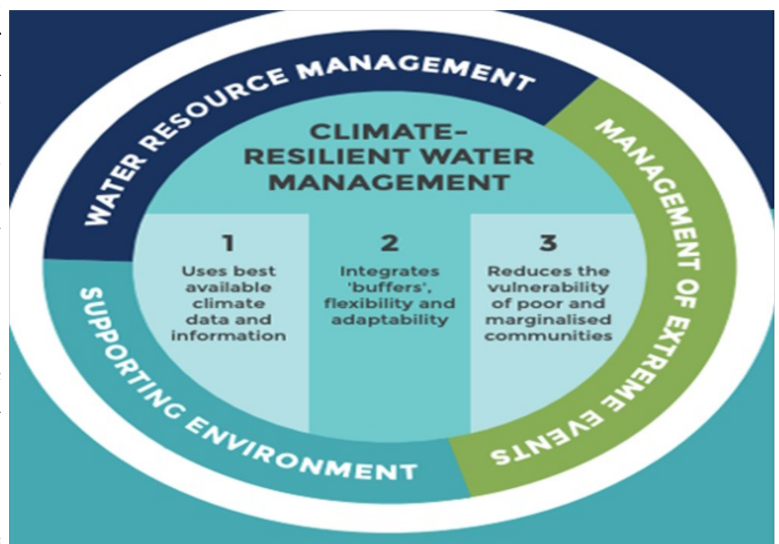 WATER RESOURCE MANAGEMENT
MANAGEMENT OF EXTREME EVENTS
SUPPORTING ENVIRONMENT
CLIMATE-
RESILIENT WATER
MANAGEMENT
1
Uses best
available
climate
data and
information
2
Integrates
'buffers',
flexibility and
adaptability
3
Reduces the
vulnerability
of poor and
marginalised
communities